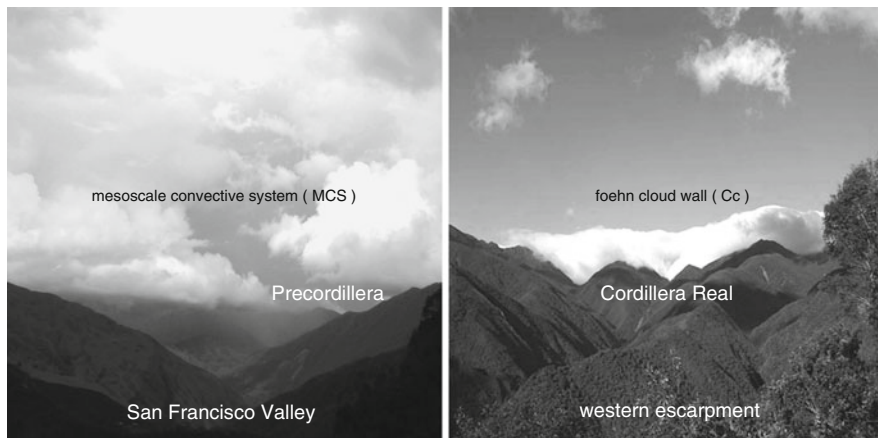 mesoscale convective system ( MCS )
Precordillera
San Francisco Valley
foehn cloud wall ( Cc )
Cordillera Real
western escarpment